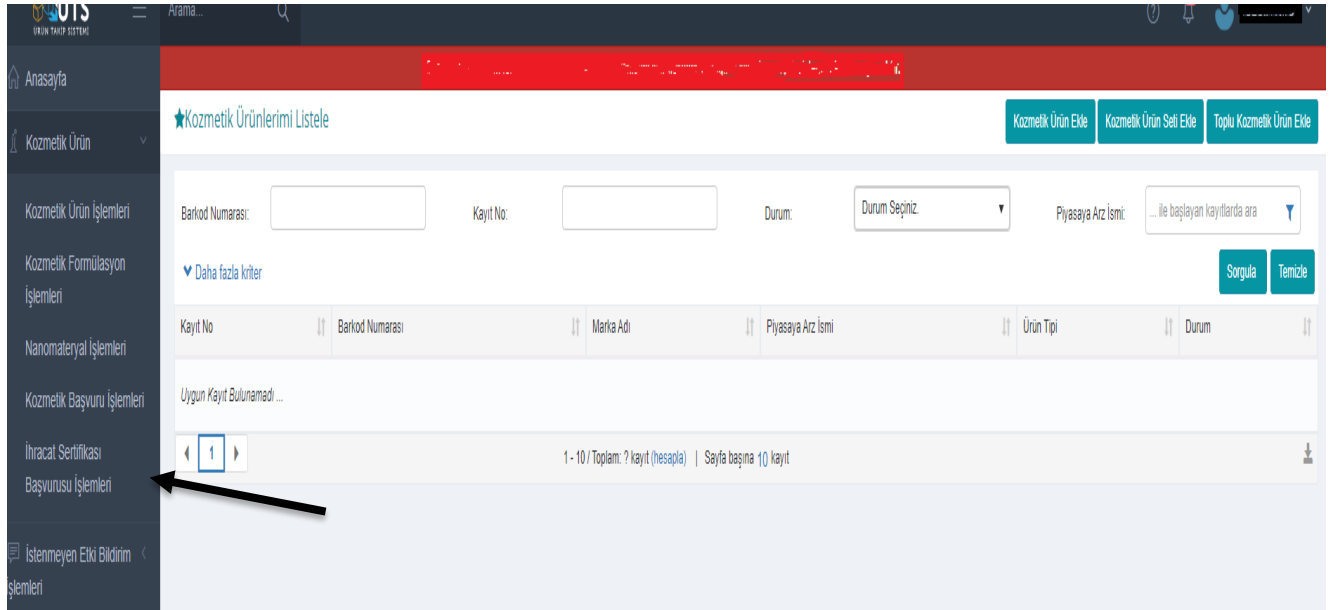 ÜTS
ÜRÜN TAKİP SİSTEMİ
Arama...
Anasayfa
Kozmetik Ürün
Kozmetik Ürün İşlemleri
Kozmetik Formülasyon
İşlemleri
Nanomateryal İşlemleri
Kozmetik Başvuru İşlemleri
İhracat Sertifikası
Başvurusu İşlemleri
İstenmeyen Etki Bildirim
İşlemleri
Kozmetik Ürünlerimi Listele
Kozmetik Ürün Ekle Kozmetik Ürün Seti Ekle Toplu Kozmetik Ürün Ekle
Barkod Numarası: Kayıt No: Durum: Durum Seçiniz. Piyasaya Arz İsmi: ... ile başlayan kayıtlarda ara
Daha fazla kriter Sorgula Temizle
Kayıt No Barkod Numarası Marka Adı Piyasaya Arz İsmi Ürün Tipi Durum
Uygun Kayıt Bulunamadı ...
1 1 - 10 / Toplam: ? kayıt (hesapla) | Sayfa başına 10 kayıt